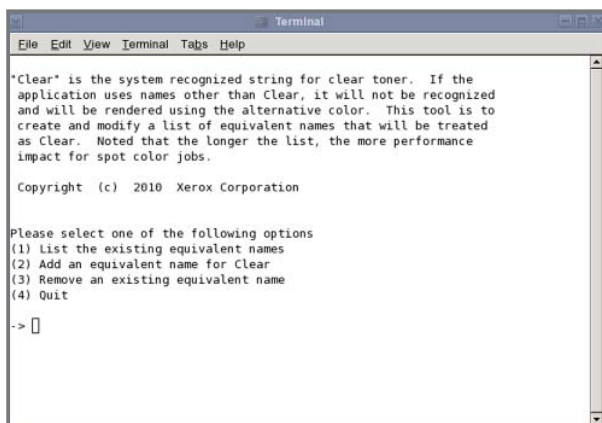 Terminal
File Edit View Terminal Tabs Help
"Clear" is the system recognized string for clear toner. If the
application uses names other than Clear, it will not be recognized
and will be rendered using the alternative color. This tool is to
create and modify a list of equivalent names that will be treated
as Clear. Noted that the longer the list, the more performance
impact for spot color jobs.
Copyright (c) 2010 Xerox Corporation
Please select one of the following options
(1) List the existing equivalent names
(2) Add an equivalent name for Clear
(3) Remove an existing equivalent name
(4) Quit
->